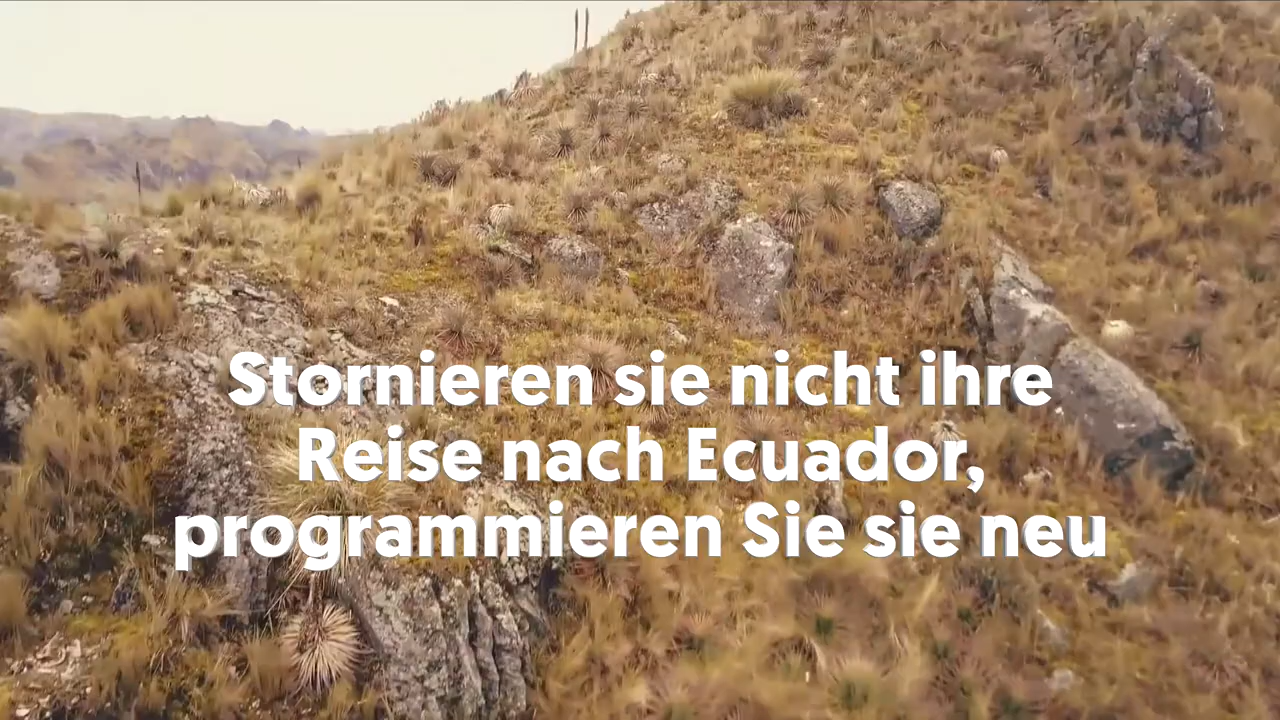 Stornieren sie nicht ihre
Reise nach Ecuador,
programmieren Sie sie neu